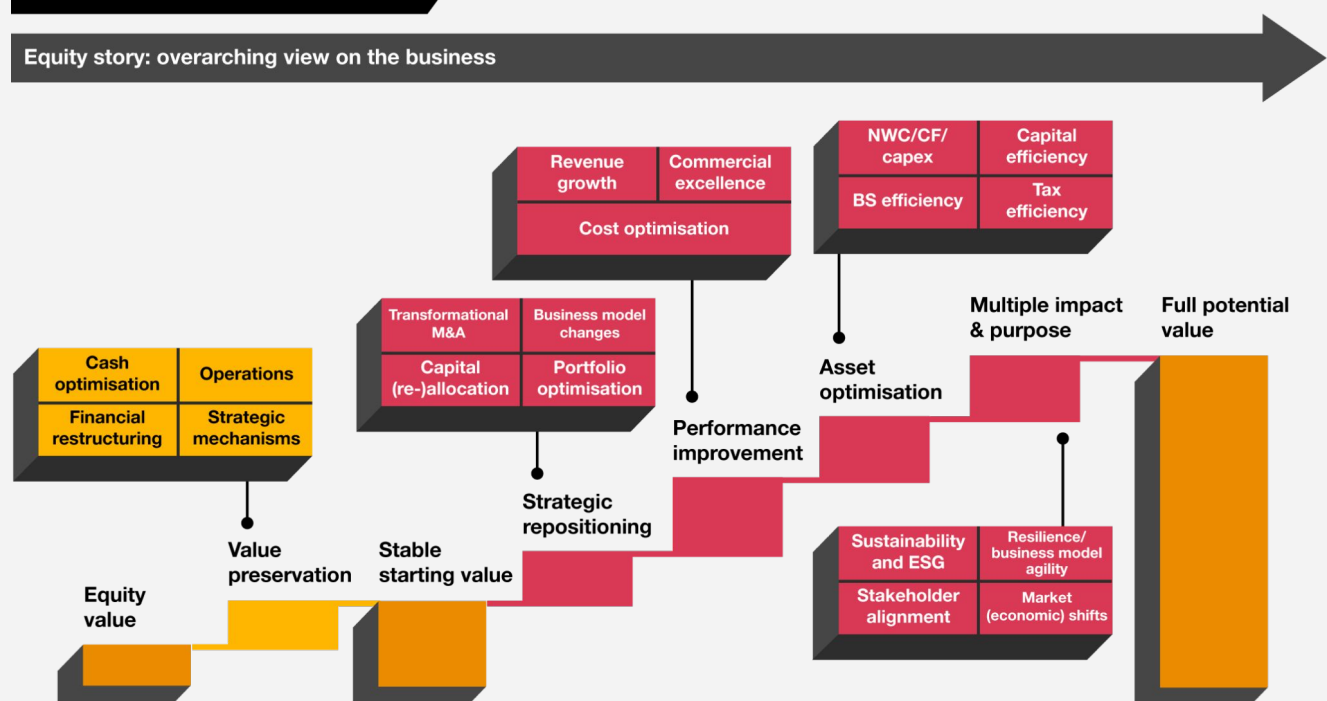 Equity story: overarching view on the business
NWC/CF/
capex
Capital
efficiency
BS efficiency
Tax
efficiency
Revenue
growth
Commercial
excellence
Cost optimisation
Transformational
M&A
Business model
changes
Capital
(re-)allocation
Portfolio
optimisation
Cash
optimisation
Operations
Financial
restructuring
Strategic
mechanisms
Equity
value
Value
preservation
Stable
starting value
Strategic
repositioning
Performance
improvement
Asset
optimisation
Multiple impact
& purpose
Full potential
value
Sustainability
and ESG
Resilience/
business model
agility
Stakeholder
alignment
Market
(economic) shifts